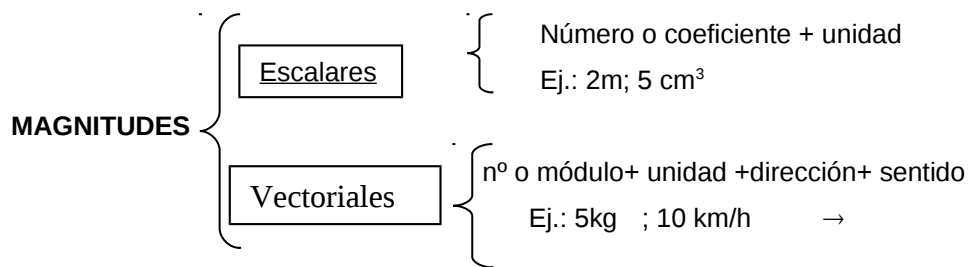 Número o coeficiente + unidad
Escalares
Ej.: 2m; 5 cm³
MAGNITUDES
nº o módulo+ unidad +dirección+ sentido
Vectoriales
Ej.: 5kg ; 10 km/h →